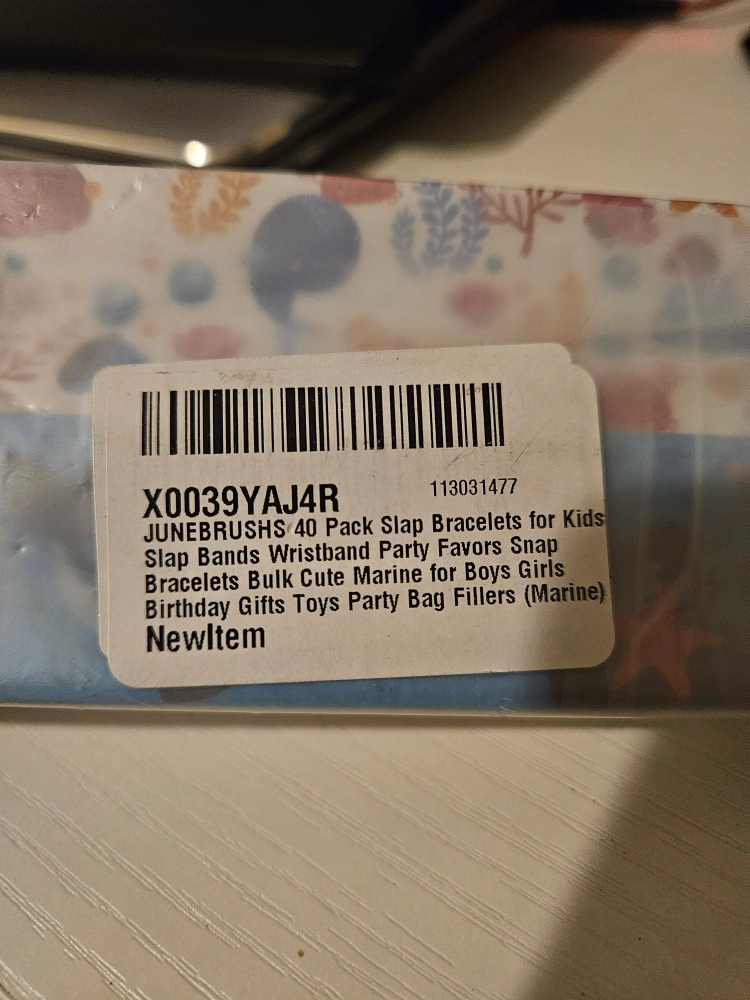 X0039YAJ4R
113031477
JUNEBRUSHS 40 Pack Slap Bracelets for Kids
Slap Bands Wristband Party Favors Snap
Bracelets Bulk Cute Marine for Boys Girls
Birthday Gifts Toys Party Bag Fillers (Marine)
NewItem